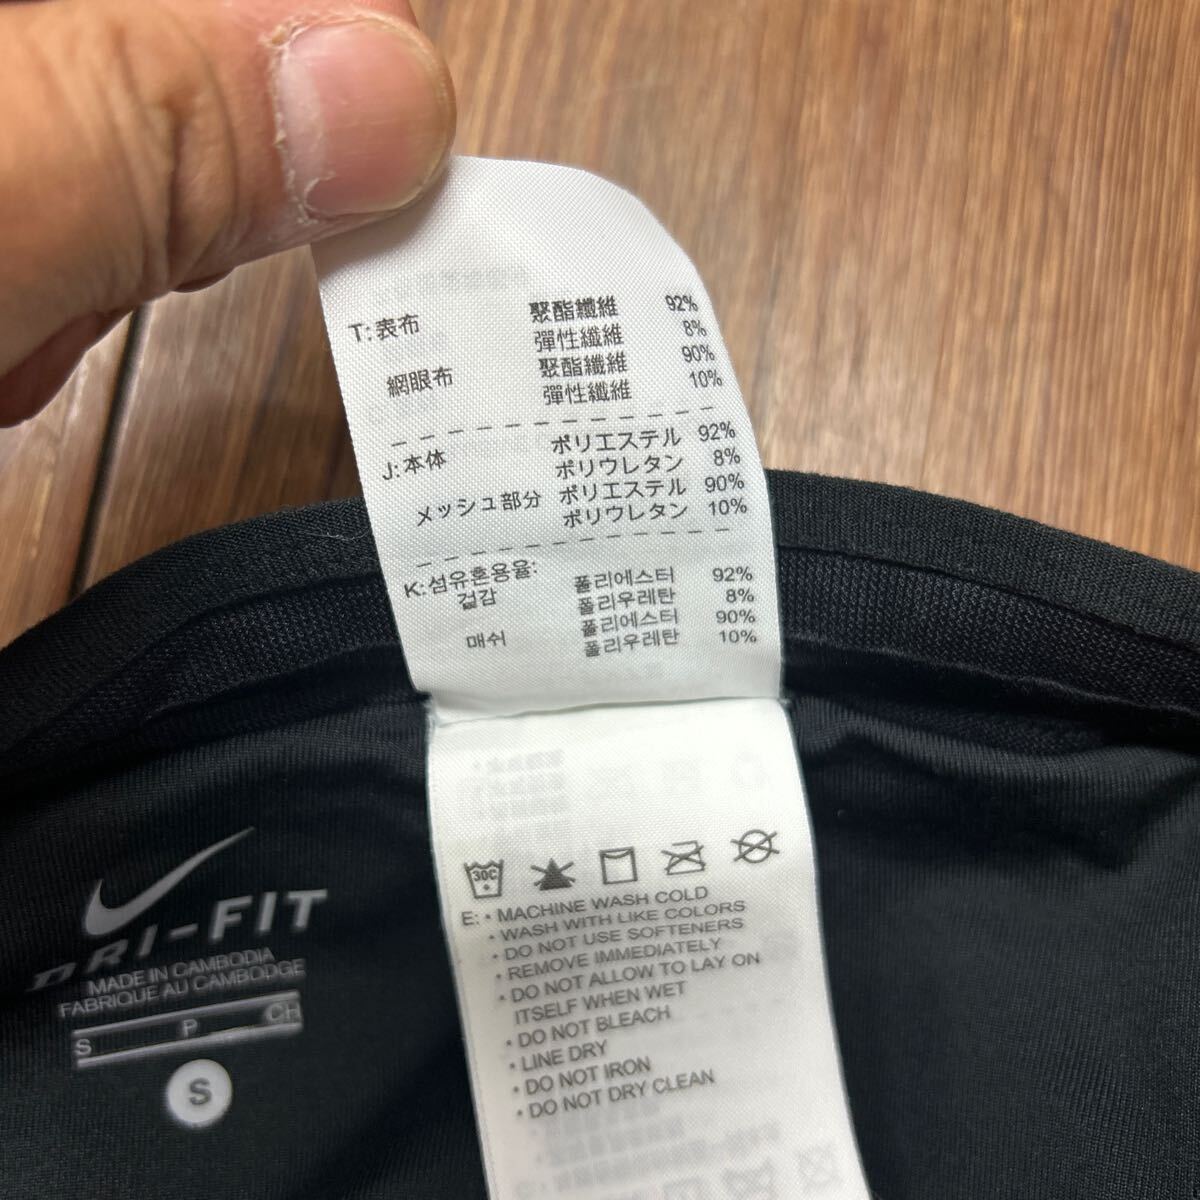 T:表布 聚酯纖維 92%
彈性纖維 8%
網眼布 聚酯纖維 90%
彈性纖維 10%
J:本体 ポリエステル 92%
ポリウレタン 8%
メッシュ部分 ポリエステル 90%
ポリウレタン 10%
K:섬유혼용율:
겉감 폴리에스터 92%
폴리우레탄 8%
매쉬 폴리에스터 90%
폴리우레탄 10%
30C
E: • MACHINE WASH COLD
• WASH WITH LIKE COLORS
• DO NOT USE SOFTENERS
• REMOVE IMMEDIATELY
• DO NOT ALLOW TO LAY ON
ITSELF WHEN WET
• DO NOT BLEACH
• LINE DRY
• DO NOT IRON
• DO NOT DRY CLEAN
DRI-FIT
MADE IN CAMBODIA
FABRIQUE AU CAMBODGE
S P CH
S